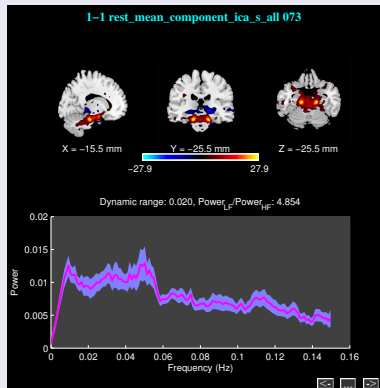 1−1 rest_mean_component_ica_s_all 073
X = −15.5 mm
Y = −25.5 mm
Z = −25.5 mm
−27.9
27.9
Dynamic range: 0.020, Power_LF/Power_HF: 4.854
0.02
0.015
0.01
0.005
0
Power
0 0.02 0.04 0.06 0.08 0.1 0.12 0.14 0.16
Frequency (Hz)
<- ... ->